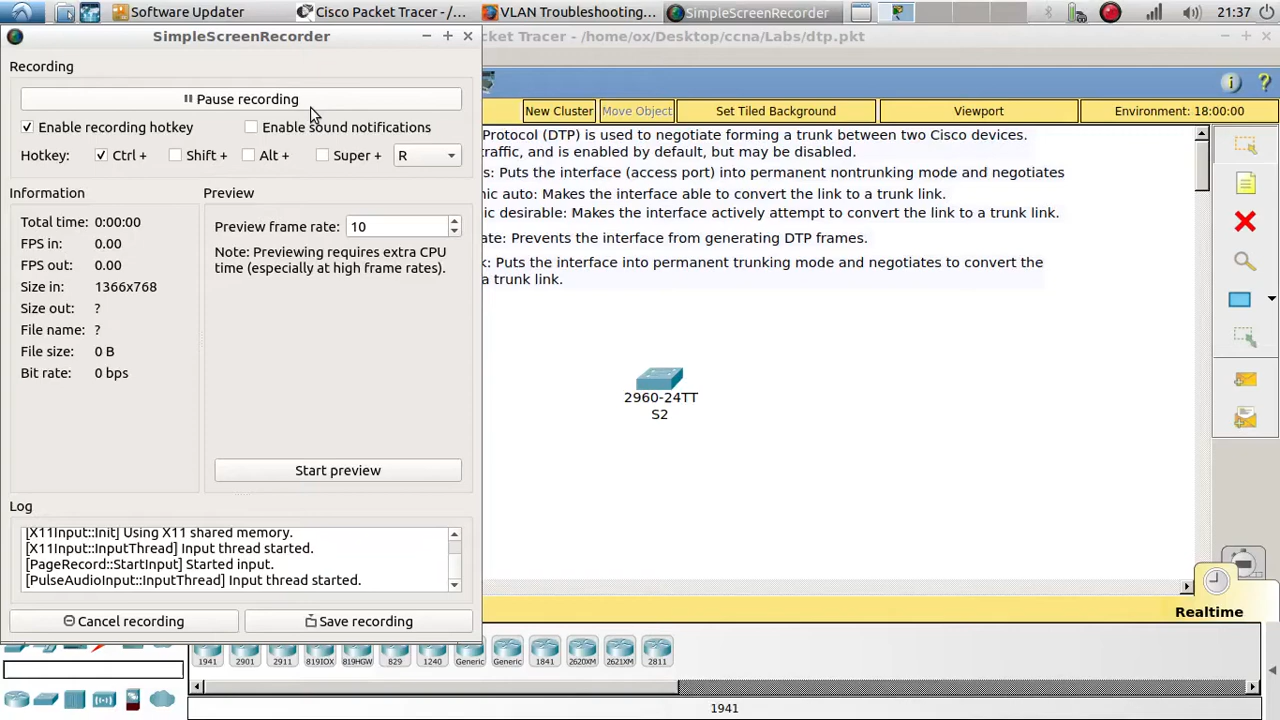 Software Updater
Cisco Packet Tracer - /...
VLAN Troubleshooting...
SimpleScreenRecorder
21:37
SimpleScreenRecorder
cket Tracer - /home/ox/Desktop/ccna/Labs/dtp.pkt
Recording
Pause recording
Enable recording hotkey
Enable sound notifications
Hotkey:
Ctrl +
Shift +
Alt +
Super +
R
Information
Total time: 0:00:00
FPS in: 0.00
FPS out: 0.00
Size in: 1366x768
Size out: ?
File name: ?
File size: 0 B
Bit rate: 0 bps
Preview
Preview frame rate: 10
Note: Previewing requires extra CPU
time (especially at high frame rates).
Start preview
Log
[X11Input::Init] Using X11 shared memory.
[X11Input::InputThread] Input thread started.
[PageRecord::StartInput] Started input.
[PulseAudioInput::InputThread] Input thread started.
Cancel recording
Save recording
New Cluster
Move Object
Set Tiled Background
Viewport
Environment: 18:00:00
Protocol (DTP) is used to negotiate forming a trunk between two Cisco devices.
traffic, and is enabled by default, but may be disabled.
s: Puts the interface (access port) into permanent nontrunking mode and negotiates
nic auto: Makes the interface able to convert the link to a trunk link.
ic desirable: Makes the interface actively attempt to convert the link to a trunk link.
ate: Prevents the interface from generating DTP frames.
k: Puts the interface into permanent trunking mode and negotiates to convert the
a trunk link.
2960-24TT
S2
Realtime
1941
2901
2911
819IOX
819HGW
829
1240
Generic
Generic
1841
2620XM
2621XM
2811
1941